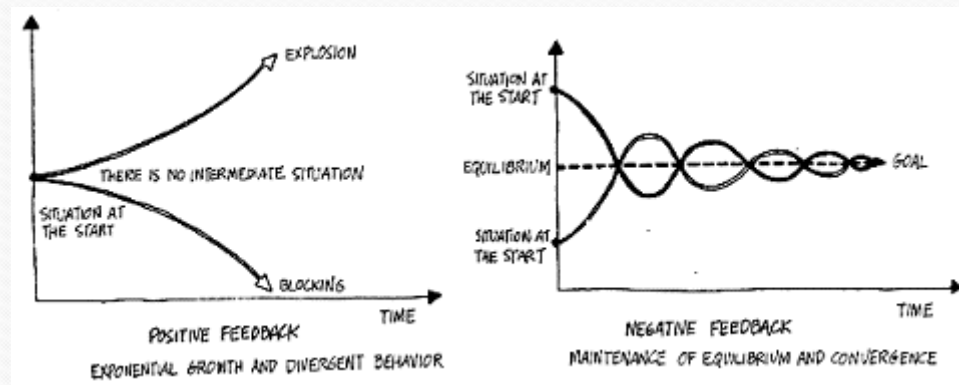 EXPLOSION
THERE IS NO INTERMEDIATE SITUATION
SITUATION AT
THE START
BLOCKING
TIME
POSITIVE FEEDBACK
EXPONENTIAL GROWTH AND DIVERGENT BEHAVIOR
SITUATION AT
THE START
EQUILIBRIUM
GOAL
SITUATION AT
THE START
TIME
NEGATIVE FEEDBACK
MAINTENANCE OF EQUILIBRIUM AND CONVERGENCE